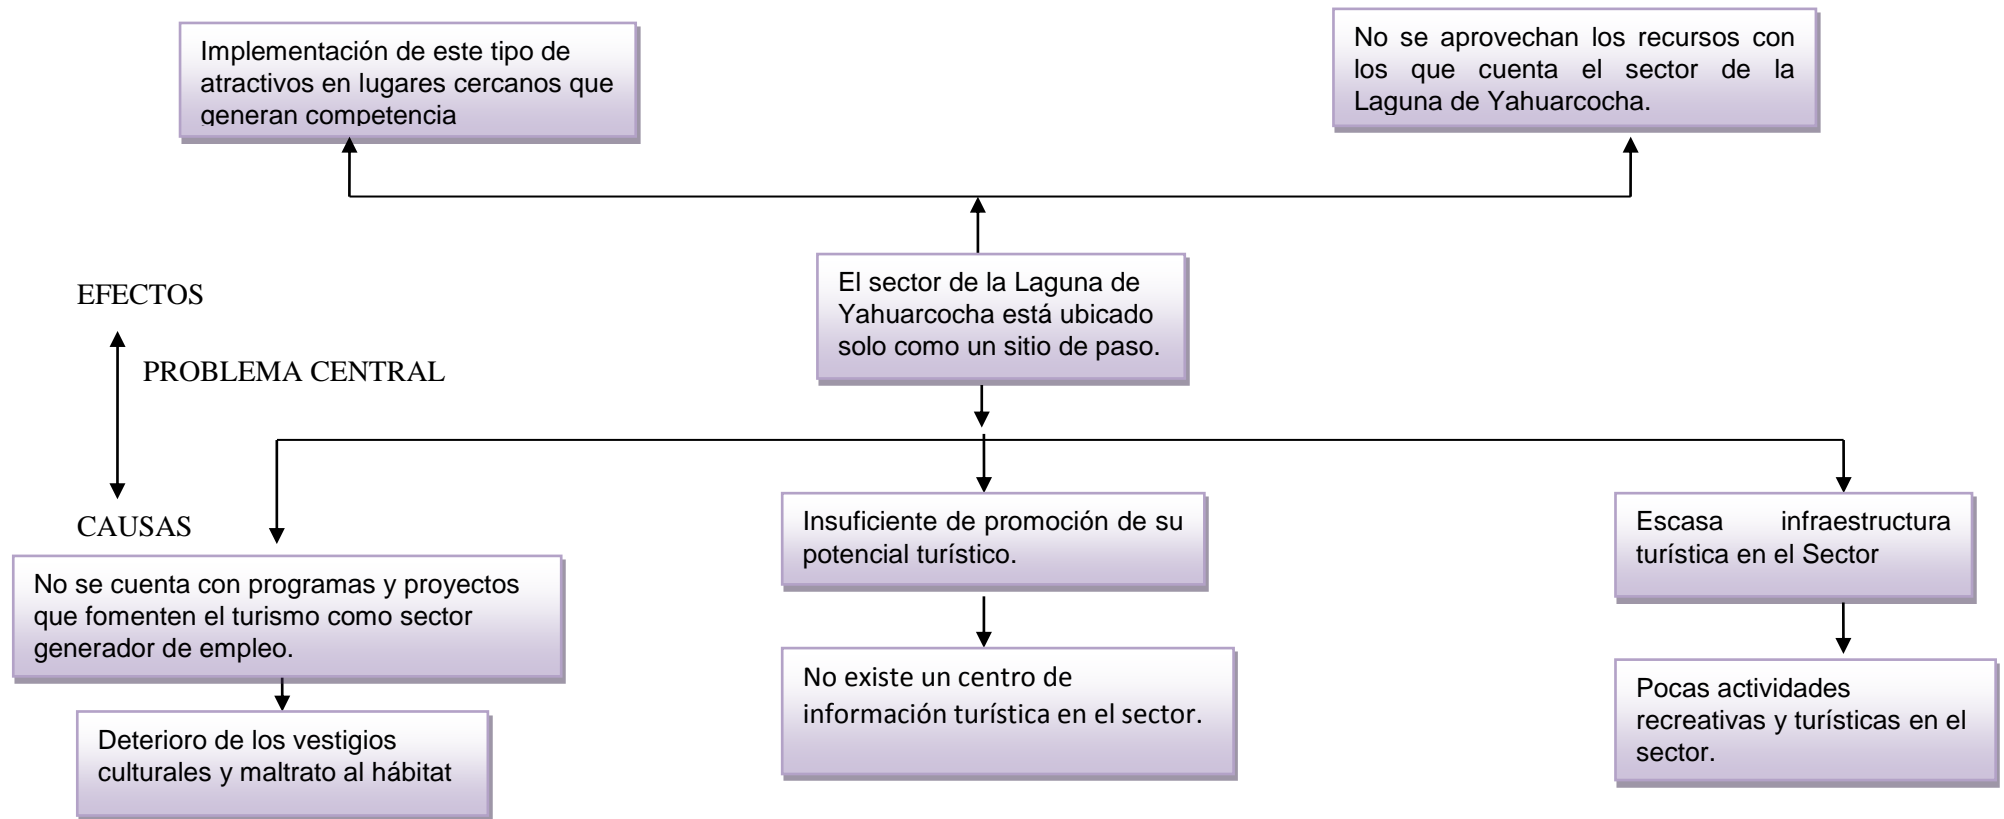 Implementación de este tipo de
atractivos en lugares cercanos que
generan competencia
No se aprovechan los recursos con
los que cuenta el sector de la
Laguna de Yahuarcocha.
El sector de la Laguna de
Yahuarcocha está ubicado
solo como un sitio de paso.
EFECTOS
PROBLEMA CENTRAL
CAUSAS
No se cuenta con programas y proyectos
que fomenten el turismo como sector
generador de empleo.
Insuficiente de promoción de su
potencial turístico.
Escasa infraestructura
turística en el Sector
Deterioro de los vestigios
culturales y maltrato al hábitat
No existe un centro de
información turística en el sector.
Pocas actividades
recreativas y turísticas en el
sector.